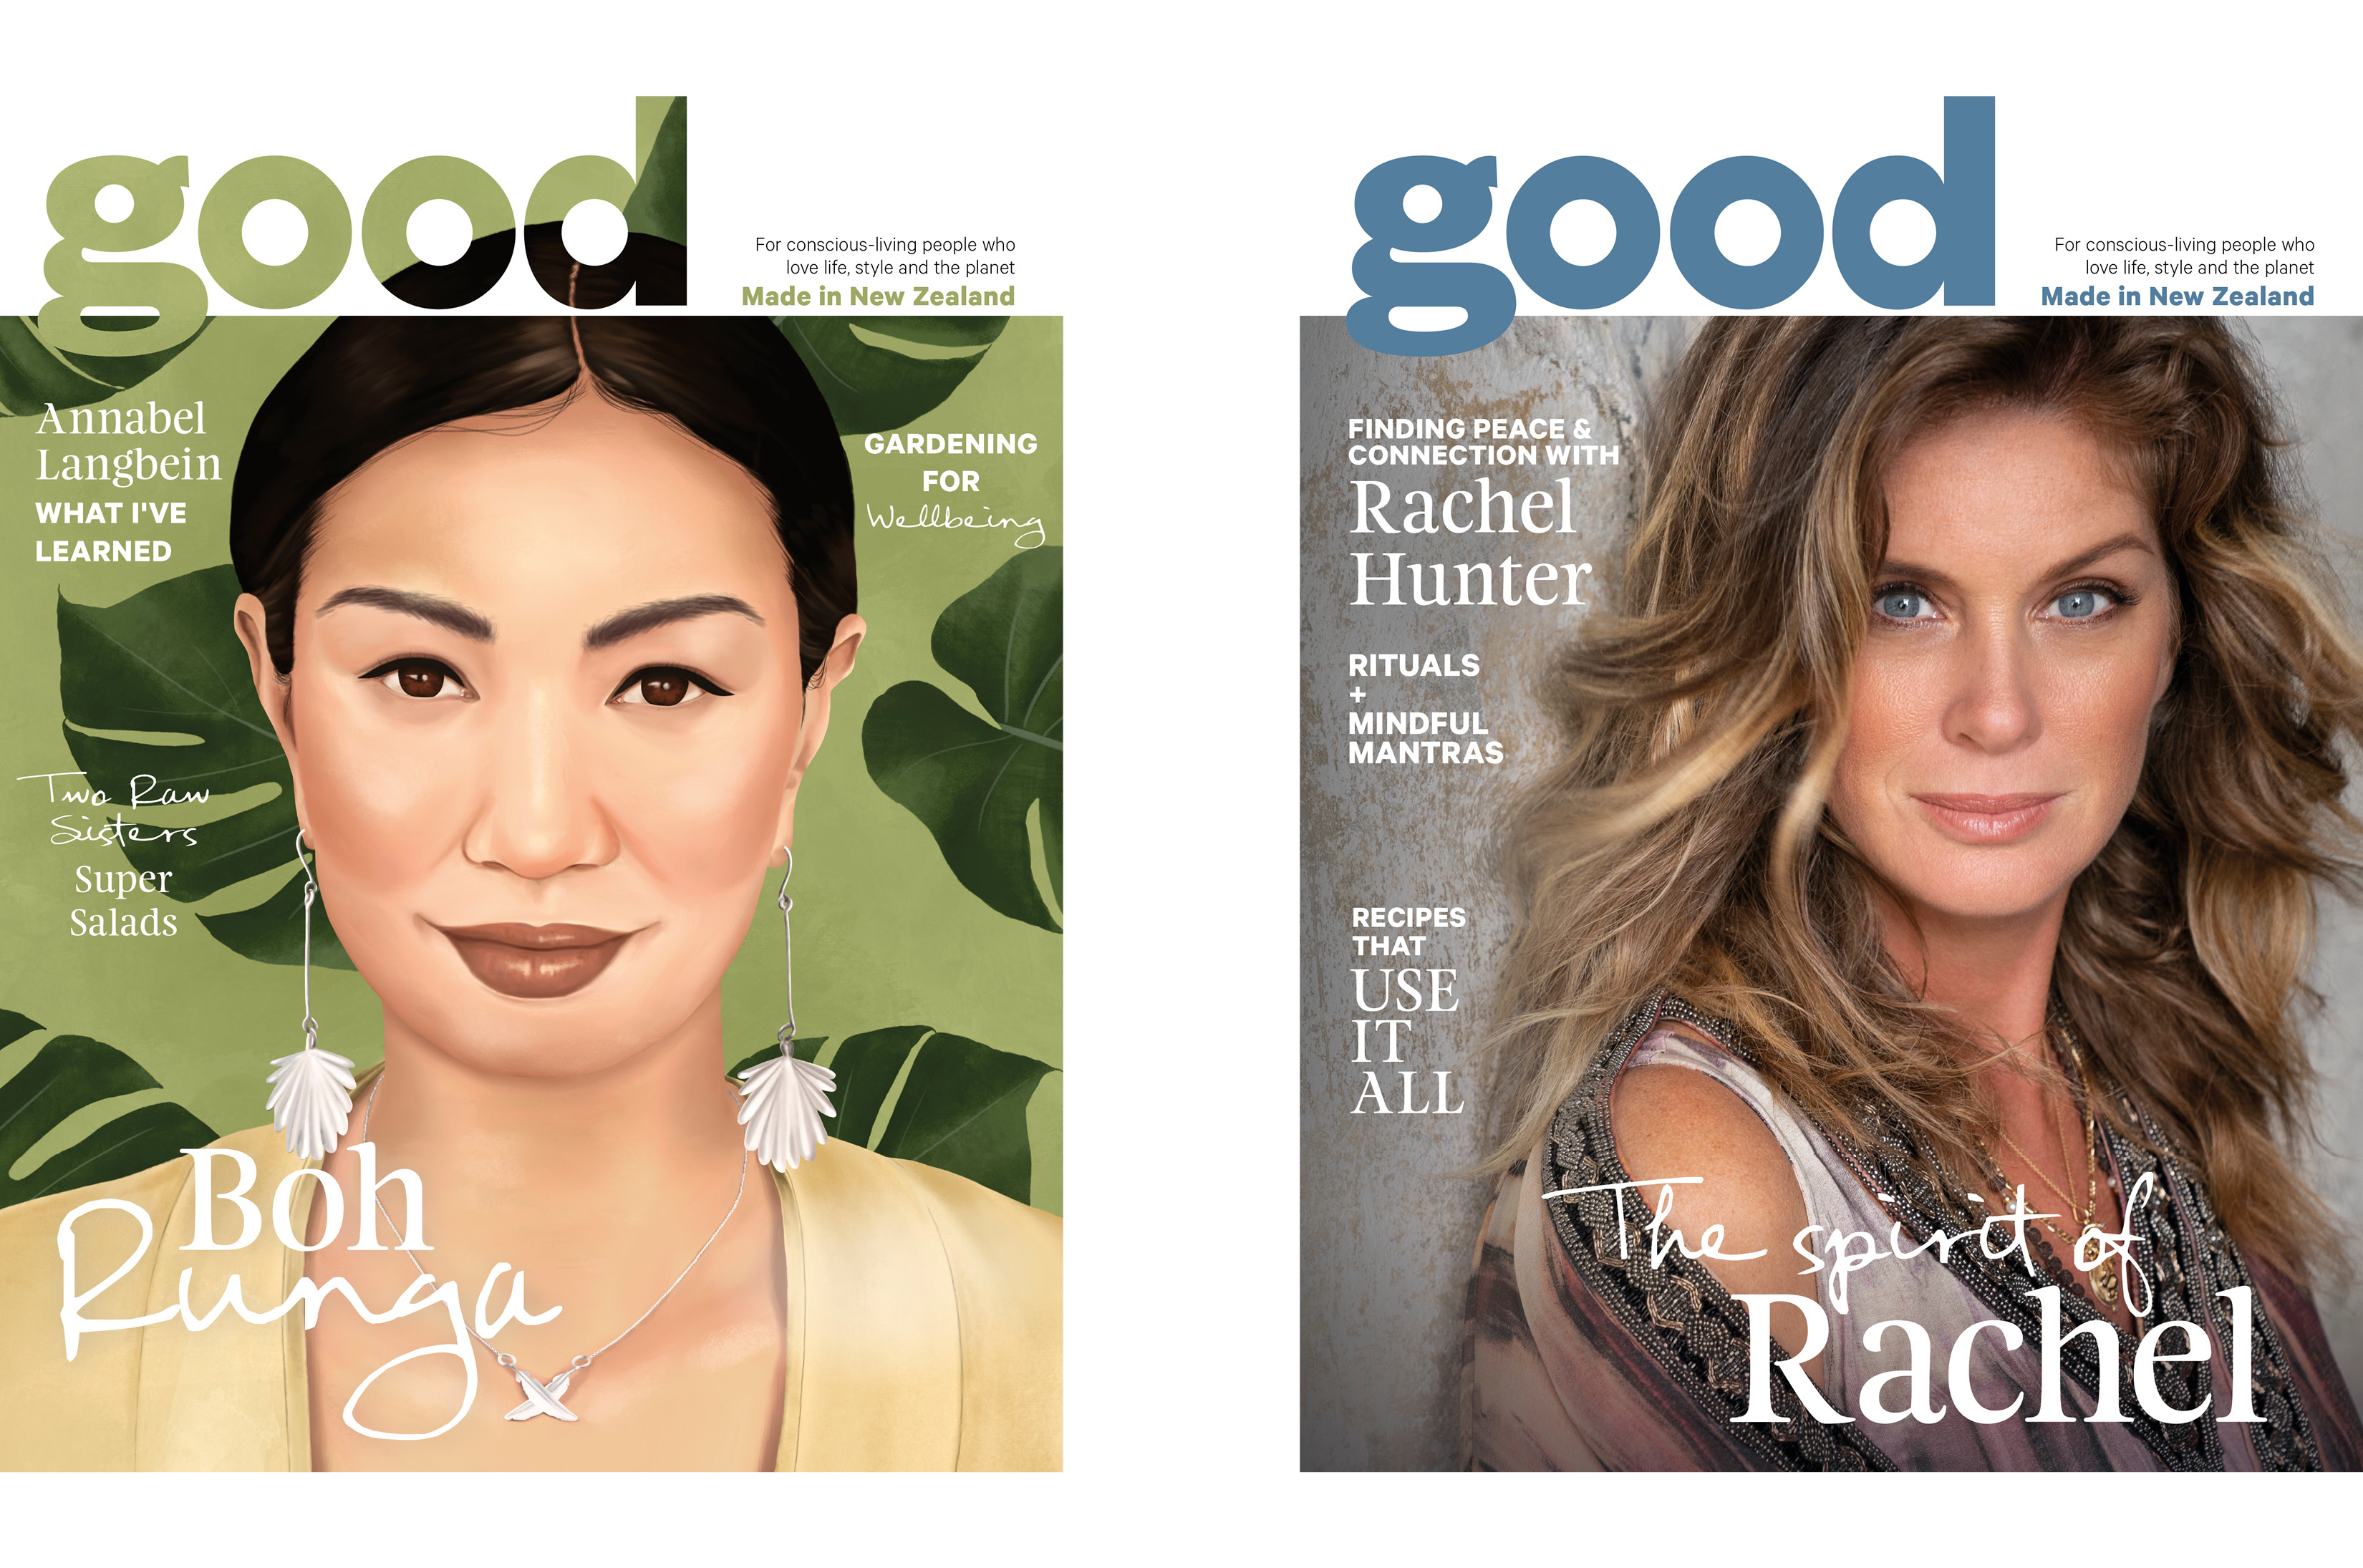 good
For conscious-living people who
love life, style and the planet
Made in New Zealand
Annabel
Langbein
WHAT I'VE
LEARNED
GARDENING
FOR
Wellbeing
Two Raw
Sisters
Super
Salads
Boh
Runga
good
For conscious-living people who
love life, style and the planet
Made in New Zealand
FINDING PEACE &
CONNECTION WITH
Rachel
Hunter
RITUALS
+
MINDFUL
MANTRAS
RECIPES
THAT
USE
IT
ALL
The spirit of
Rachel